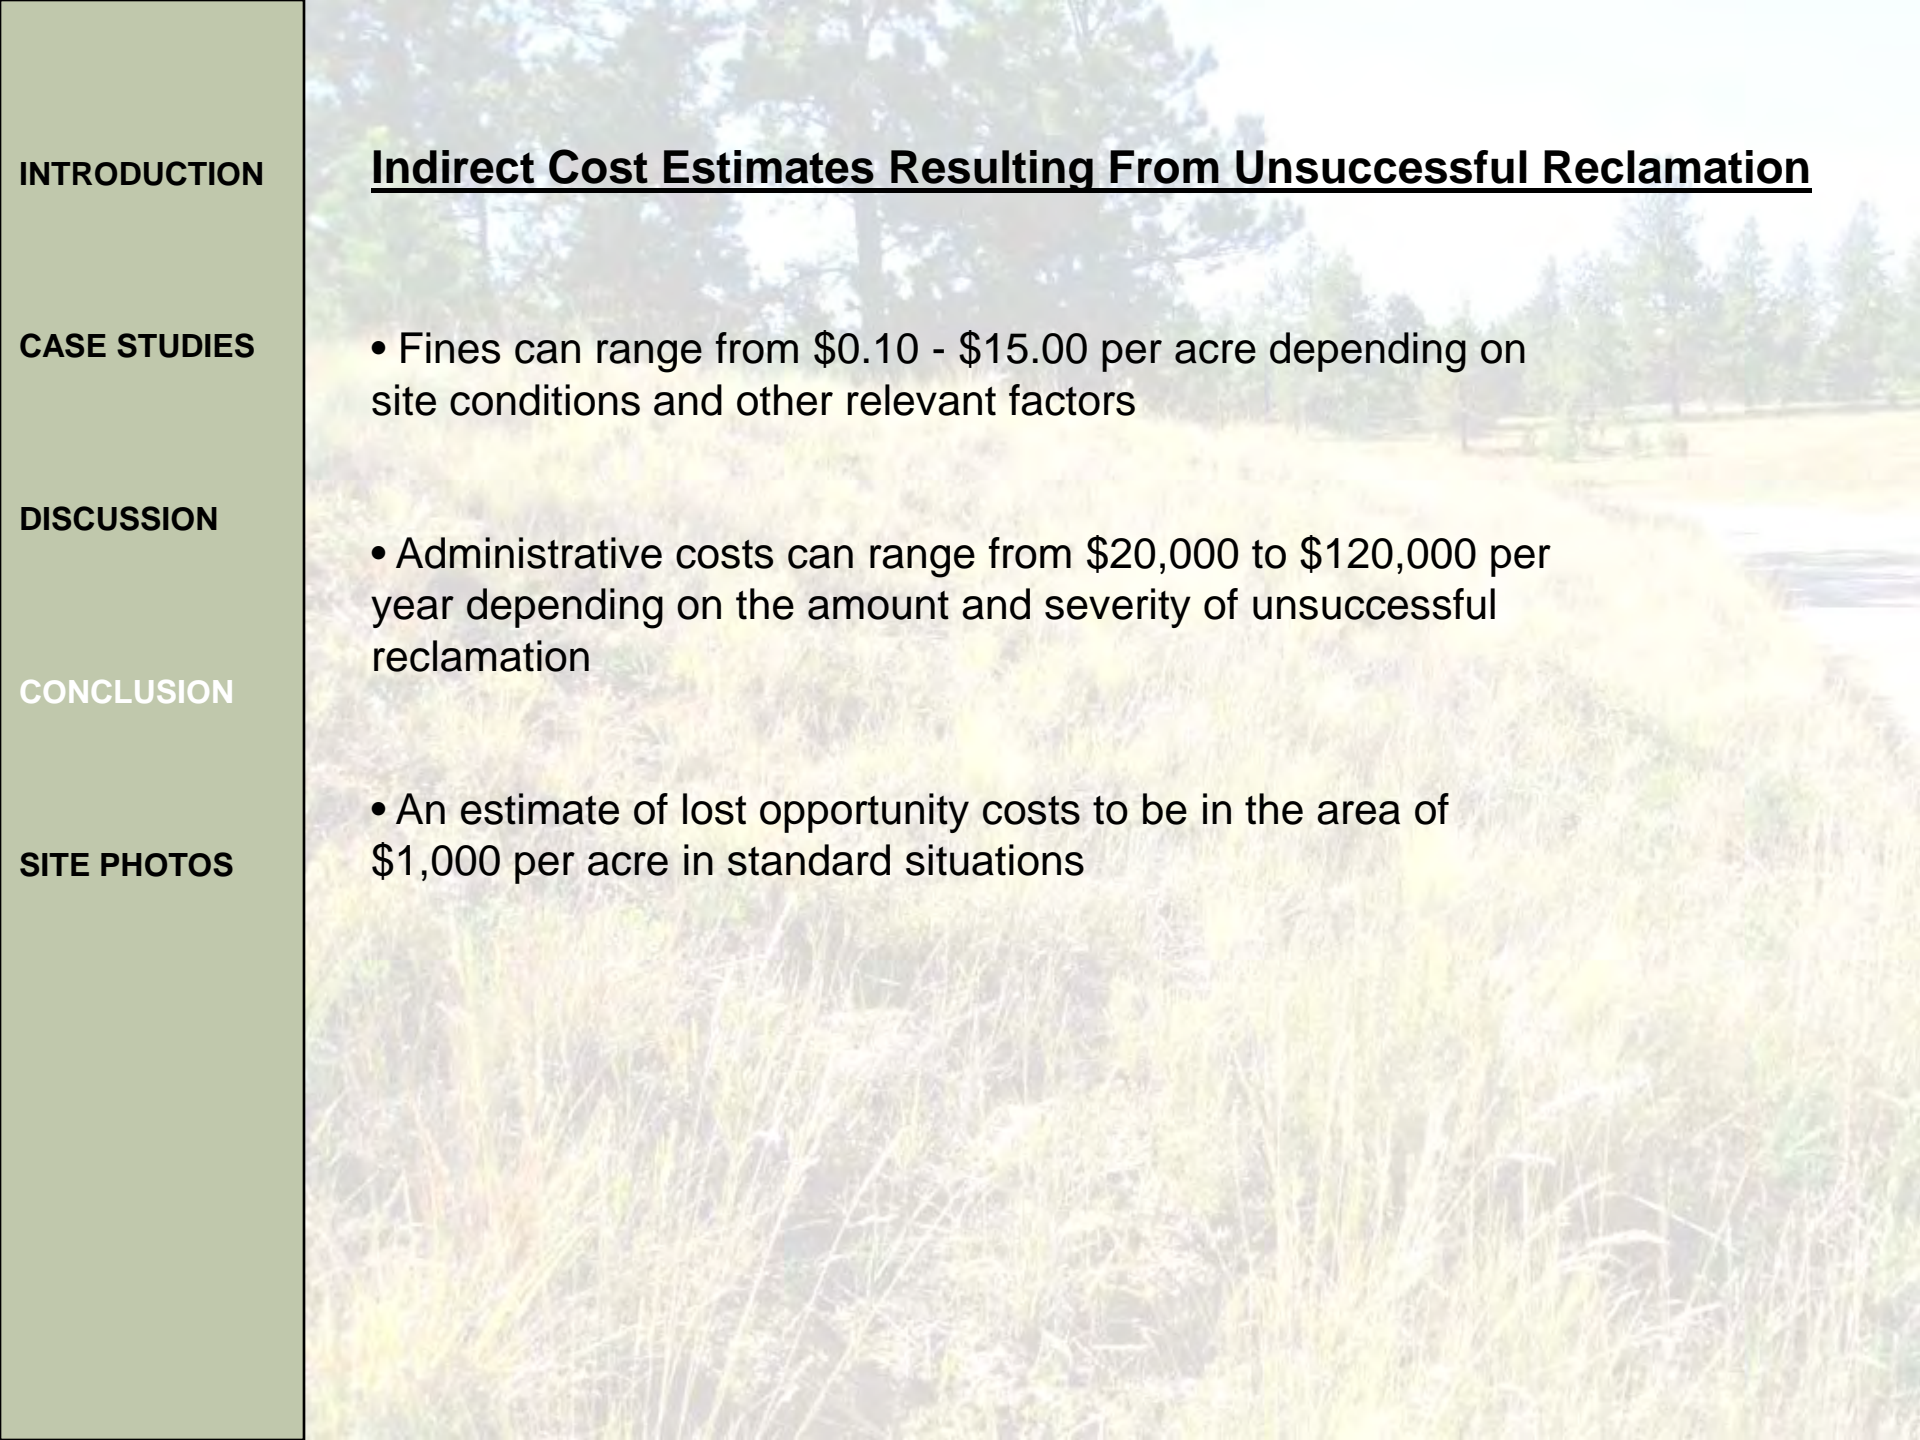 INTRODUCTION
CASE STUDIES
DISCUSSION
CONCLUSION
SITE PHOTOS
Indirect Cost Estimates Resulting From Unsuccessful Reclamation
• Fines can range from $0.10 - $15.00 per acre depending on
site conditions and other relevant factors
• Administrative costs can range from $20,000 to $120,000 per
year depending on the amount and severity of unsuccessful
reclamation
• An estimate of lost opportunity costs to be in the area of
$1,000 per acre in standard situations